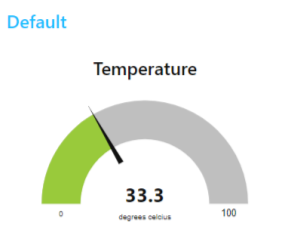 Default
Temperature
33.3
degrees celcius
0
100